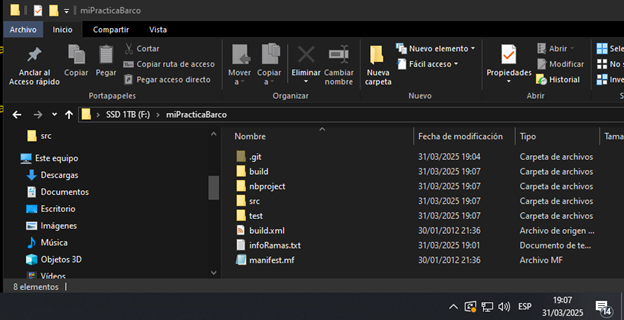 miPracticaBarco
Archivo Inicio Compartir Vista
Anclar al Acceso rápido
Copiar
Pegar
Cortar
Copiar ruta de acceso
Pegar acceso directo
Mover a
Copiar a
Eliminar
Cambiar nombre
Nueva carpeta
Nuevo elemento
Fácil acceso
Propiedades
Abrir
Modificar
Historial
Sele
No s
Inve
Portapapeles Organizar Nuevo Abrir
SSD 1TB (F:) > miPracticaBarco
src
Este equipo
Descargas
Documentos
Escritorio
Imágenes
Música
Objetos 3D
Vídeos
Nombre Fecha de modificación Tipo Tama
.git 31/03/2025 19:04 Carpeta de archivos
build 31/03/2025 19:07 Carpeta de archivos
nbproject 31/03/2025 19:07 Carpeta de archivos
src 31/03/2025 19:07 Carpeta de archivos
test 31/03/2025 19:07 Carpeta de archivos
build.xml 30/01/2012 21:36 Archivo de origen ...
infoRamas.txt 31/03/2025 19:01 Documento de te...
manifest.mf 30/01/2012 21:36 Archivo MF
8 elementos
ESP
19:07
31/03/2025
14